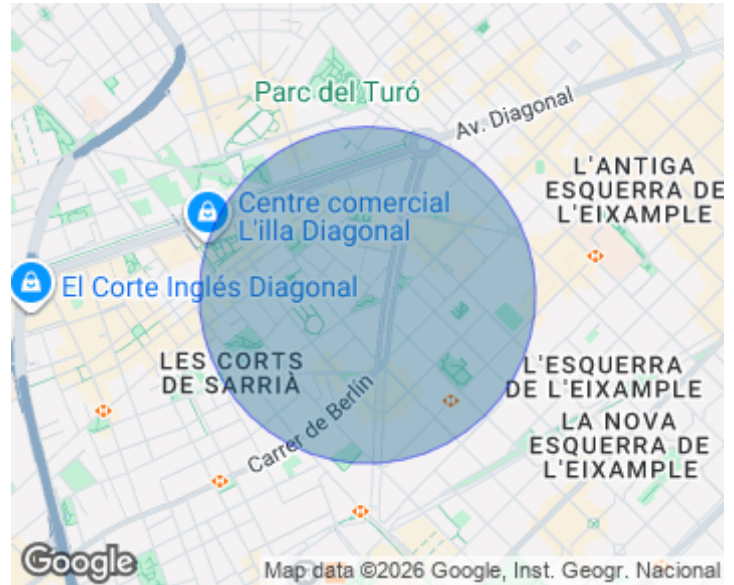 Parc del Turó
Av. Diagonal
L'ANTIGA
ESQUERRA DE
L'EIXAMPLE
Centre comercial
L'illa Diagonal
El Corte Inglés Diagonal
LES CORTS
DE SARRIÀ
L'ESQUERRA
DE L'EIXAMPLE
Carrer de Berlín
LA NOVA
ESQUERRA DE
L'EIXAMPLE
Google
Map data ©2026 Google, Inst. Geogr. Nacional